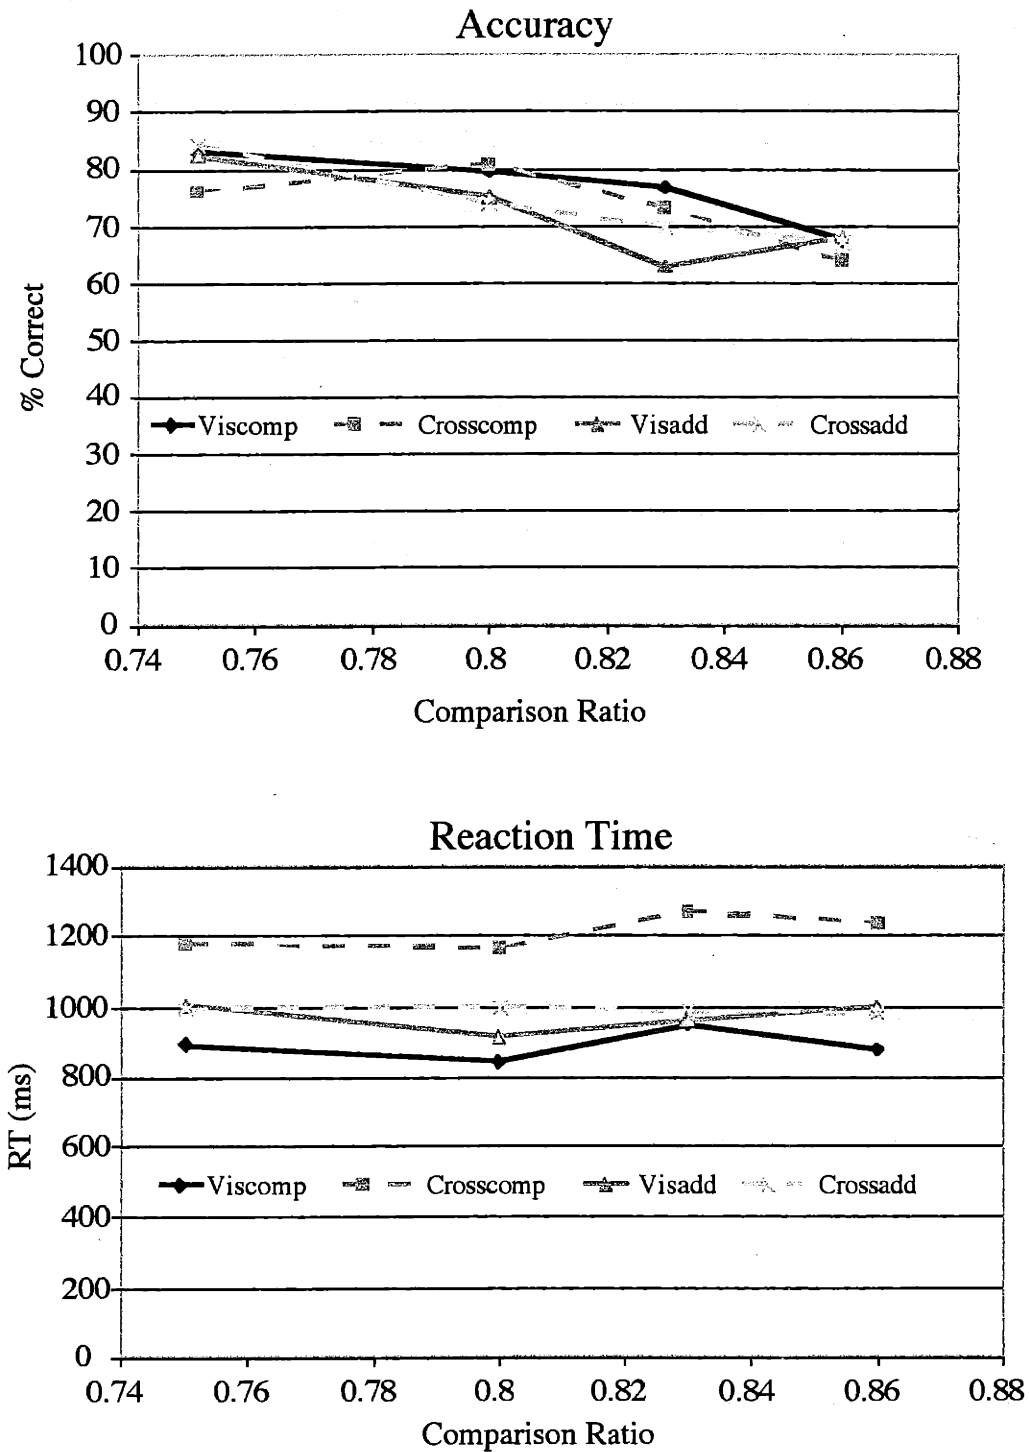 Accuracy
100
90
80
70
60
50
40
30
20
10
0
% Correct
Viscomp Crosscomp Visadd Crossadd
0.74 0.76 0.78 0.8 0.82 0.84 0.86 0.88
Comparison Ratio
Reaction Time
1400
1200
1000
800
600
400
200
0
RT (ms)
Viscomp Crosscomp Visadd Crossadd
0.74 0.76 0.78 0.8 0.82 0.84 0.86 0.88
Comparison Ratio